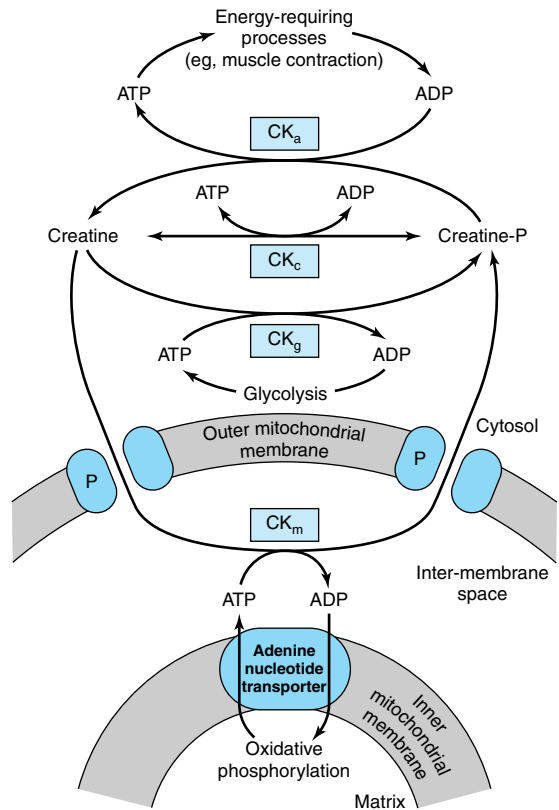 Energy-requiring
processes
(eg, muscle contraction)
ATP
ADP
CKa
ATP
ADP
Creatine
Creatine-P
CKc
CKg
ATP
ADP
Glycolysis
Outer mitochondrial
membrane
Cytosol
P
P
CKm
Inter-membrane
space
ATP
ADP
Adenine
nucleotide
transporter
Inner
mitochondrial
membrane
Oxidative
phosphorylation
Matrix